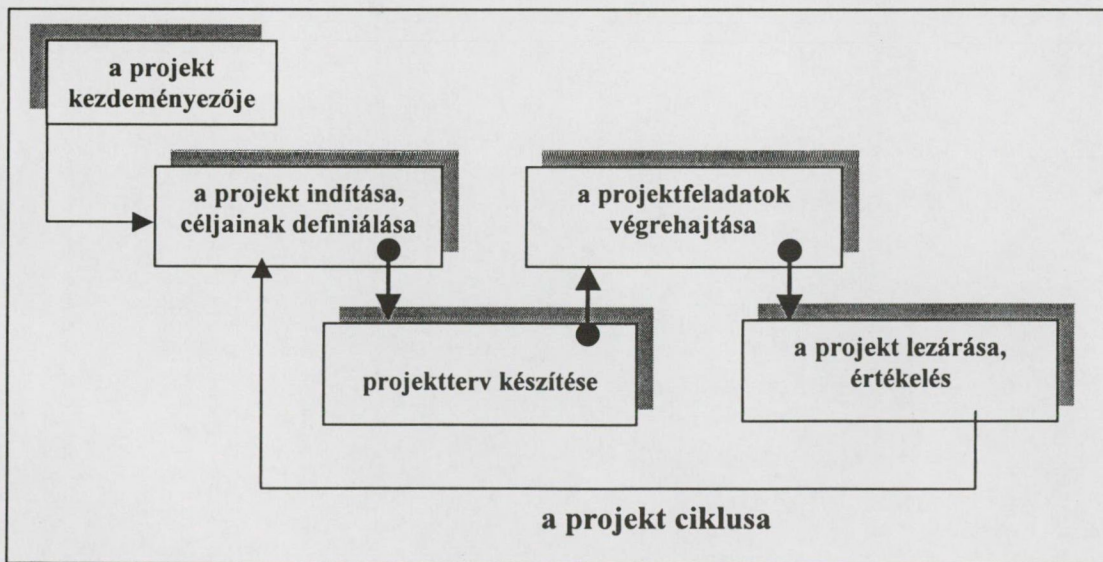 a projekt
kezdeményezője
a projekt indítása,
céljainak definiálása
a projektfeladatok
végrehajtása
projektterv készítése
a projekt lezárása,
értékelés
a projekt ciklusa